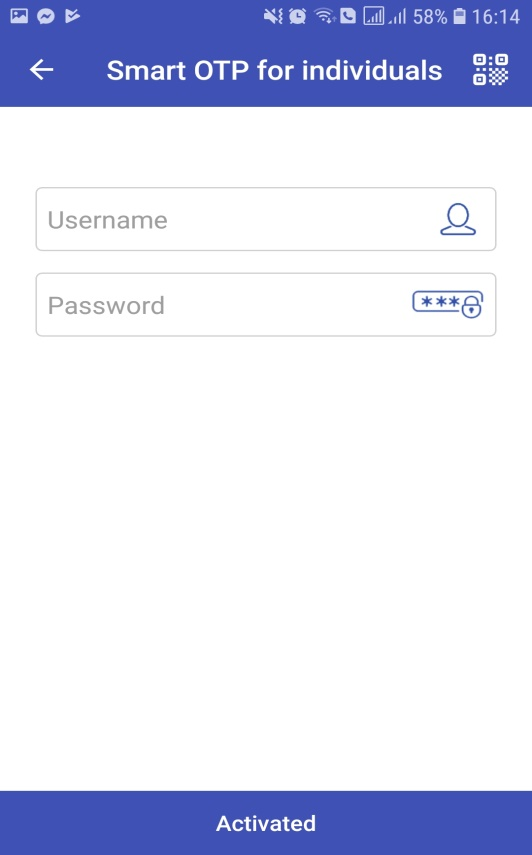 58% 16:14
Smart OTP for individuals
Username
Password
***
Activated